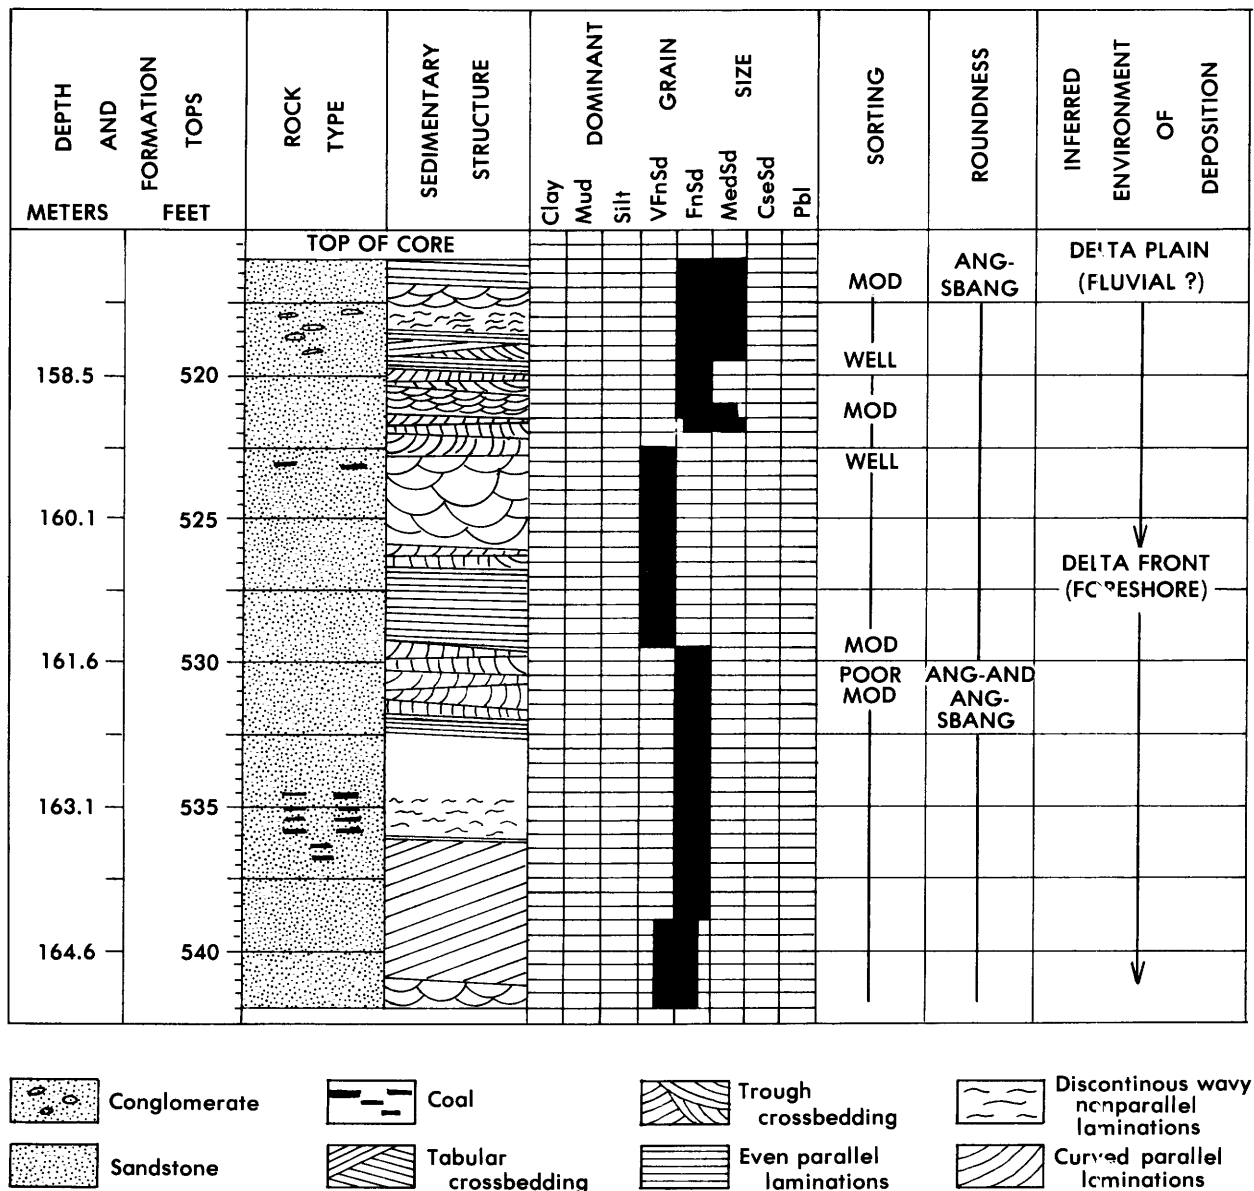 DEPTH
AND
FORMATION
TOPS
METERS
FEET
ROCK
TYPE
SEDIMENTARY
STRUCTURE
DOMINANT
GRAIN
SIZE
Clay
Mud
Silt
VFnSd
FnSd
MedSd
CseSd
Pbl
SORTING
ROUNDNESS
INFERRED
ENVIRONMENT
OF
DEPOSITION
TOP OF CORE
158.5
520
160.1
525
161.6
530
163.1
535
164.6
540
MOD
WELL
MOD
WELL
MOD
POOR
MOD
ANG-
SBANG
ANG-AND
ANG-
SBANG
DELTA PLAIN
(FLUVIAL ?)
DELTA FRONT
(FORESHORE)
Conglomerate
Coal
Trough
crossbedding
Discontinous wavy
nonparallel
laminations
Sandstone
Tabular
crossbedding
Even parallel
laminations
Curved parallel
laminations